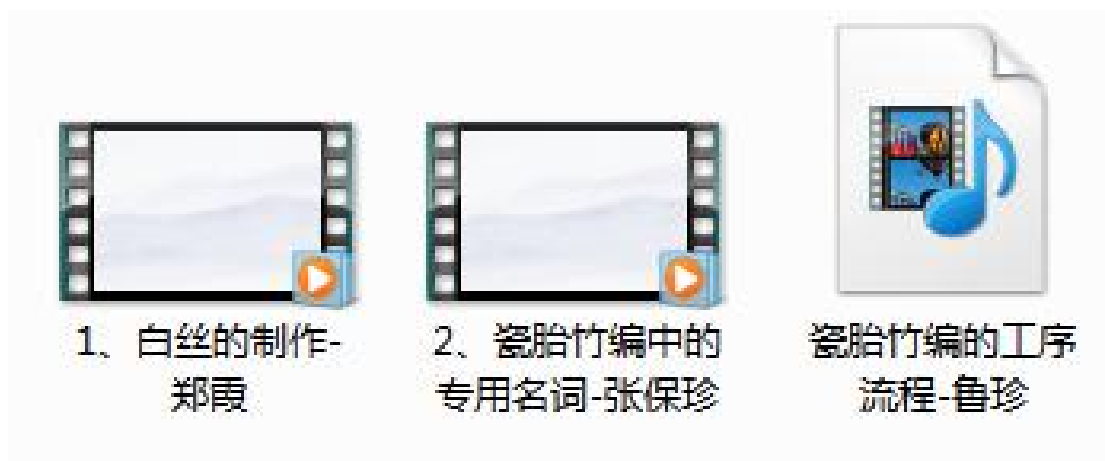 1、白丝的制作-
郑霞
2、瓷胎竹编中的
专用名词-张保珍
瓷胎竹编的工序
流程-鲁珍